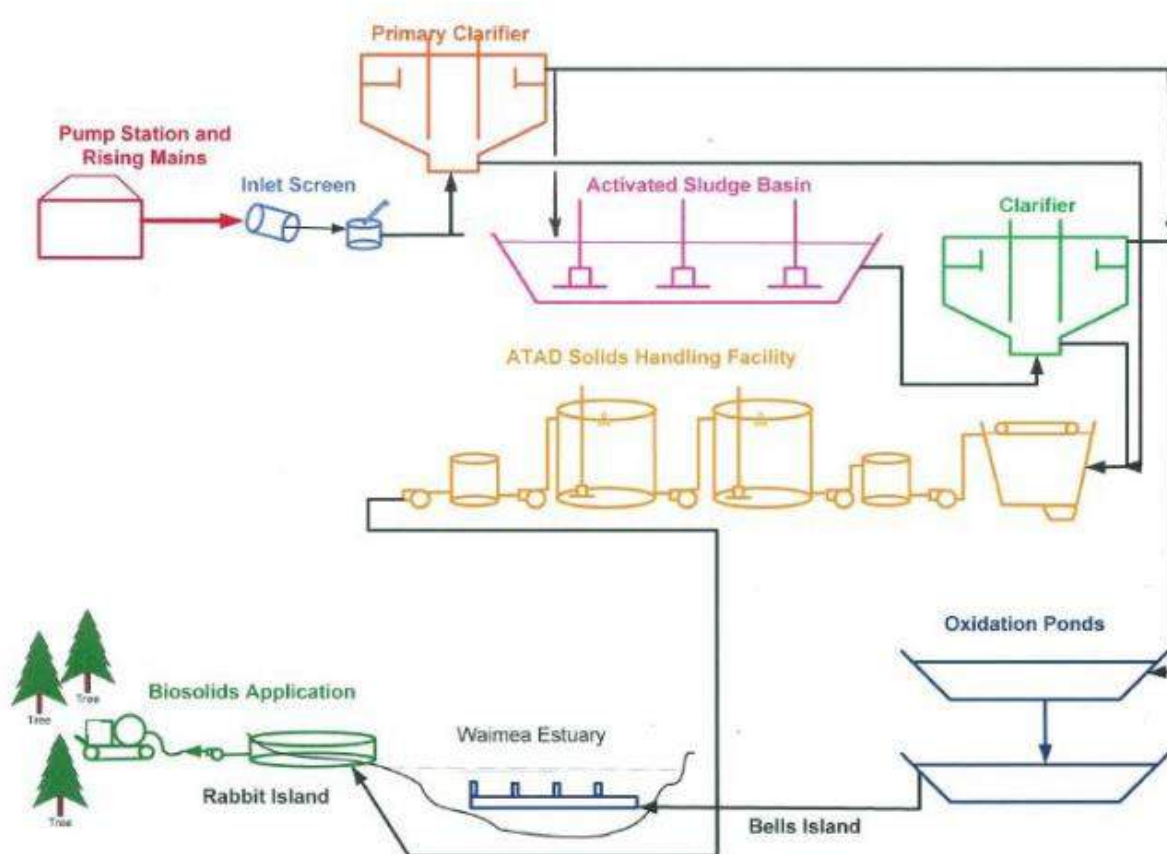 Primary Clarifier
Pump Station and
Rising Mains
Inlet Screen
Activated Sludge Basin
Clarifier
ATAD Solids Handling Facility
Oxidation Ponds
Tree
Tree
Tree
Biosolids Application
Waimea Estuary
Rabbit Island
Bells Island